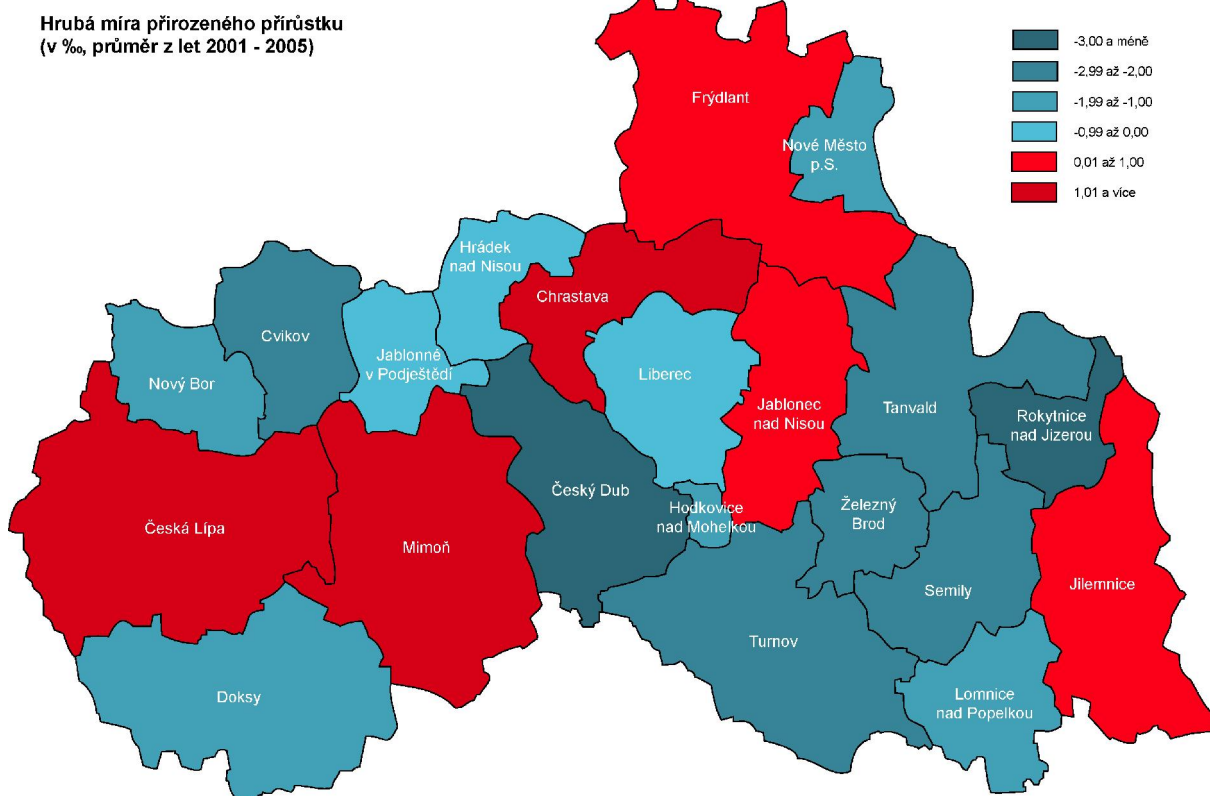 Hrubá míra přirozeného přírůstku
(v ‰, průměr z let 2001 - 2005)
-3,00 a méně
-2,99 až -2,00
-1,99 až -1,00
-0,99 až 0,00
0,01 až 1,00
1,01 a více
Frýdlant
Nové Město
p.S.
Hrádek
nad Nisou
Chrastava
Cvikov
Jablonné
v Podještědí
Nový Bor
Liberec
Jablonec
nad Nisou
Tanvald
Rokytnice
nad Jizerou
Český Dub
Hodkovice
nad Mohelkou
Železný
Brod
Česká Lípa
Mimoň
Semily
Jilemnice
Turnov
Doksy
Lomnice
nad Popelkou